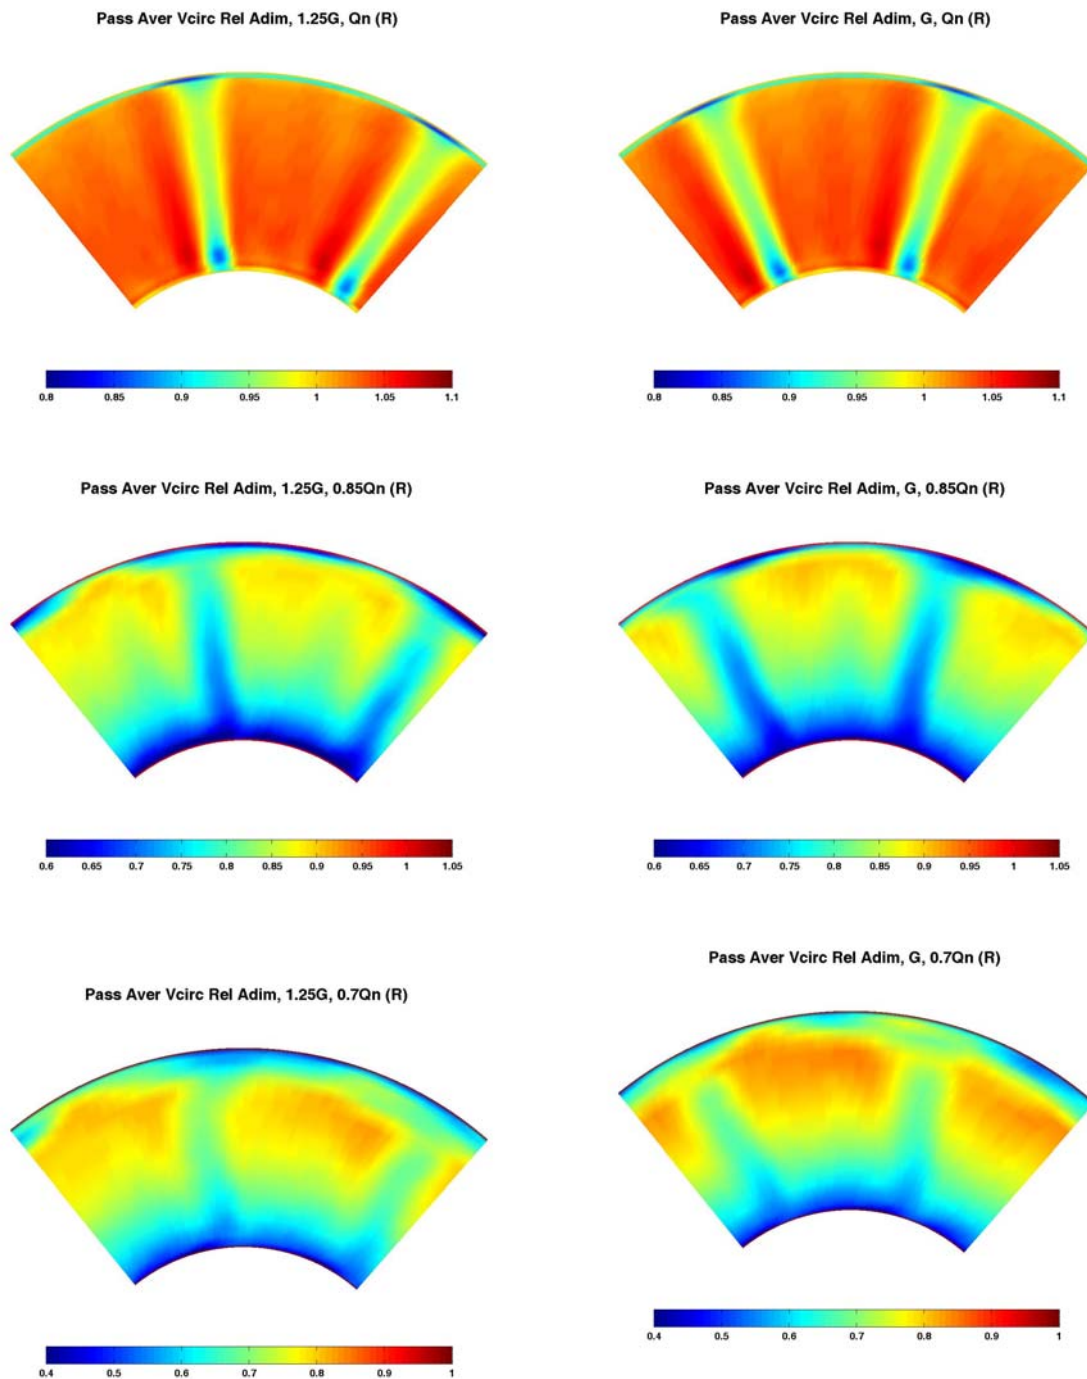 Pass Aver Vcirc Rel Adim, 1.25G, Qn (R)
Pass Aver Vcirc Rel Adim, G, Qn (R)
0.8 0.85 0.9 0.95 1 1.05 1.1
0.8 0.85 0.9 0.95 1 1.05 1.1
Pass Aver Vcirc Rel Adim, 1.25G, 0.85Qn (R)
Pass Aver Vcirc Rel Adim, G, 0.85Qn (R)
0.6 0.65 0.7 0.75 0.8 0.85 0.9 0.95 1 1.05
0.6 0.65 0.7 0.75 0.8 0.85 0.9 0.95 1 1.05
Pass Aver Vcirc Rel Adim, G, 0.7Qn (R)
Pass Aver Vcirc Rel Adim, 1.25G, 0.7Qn (R)
0.4 0.5 0.6 0.7 0.8 0.9 1
0.4 0.5 0.6 0.7 0.8 0.9 1